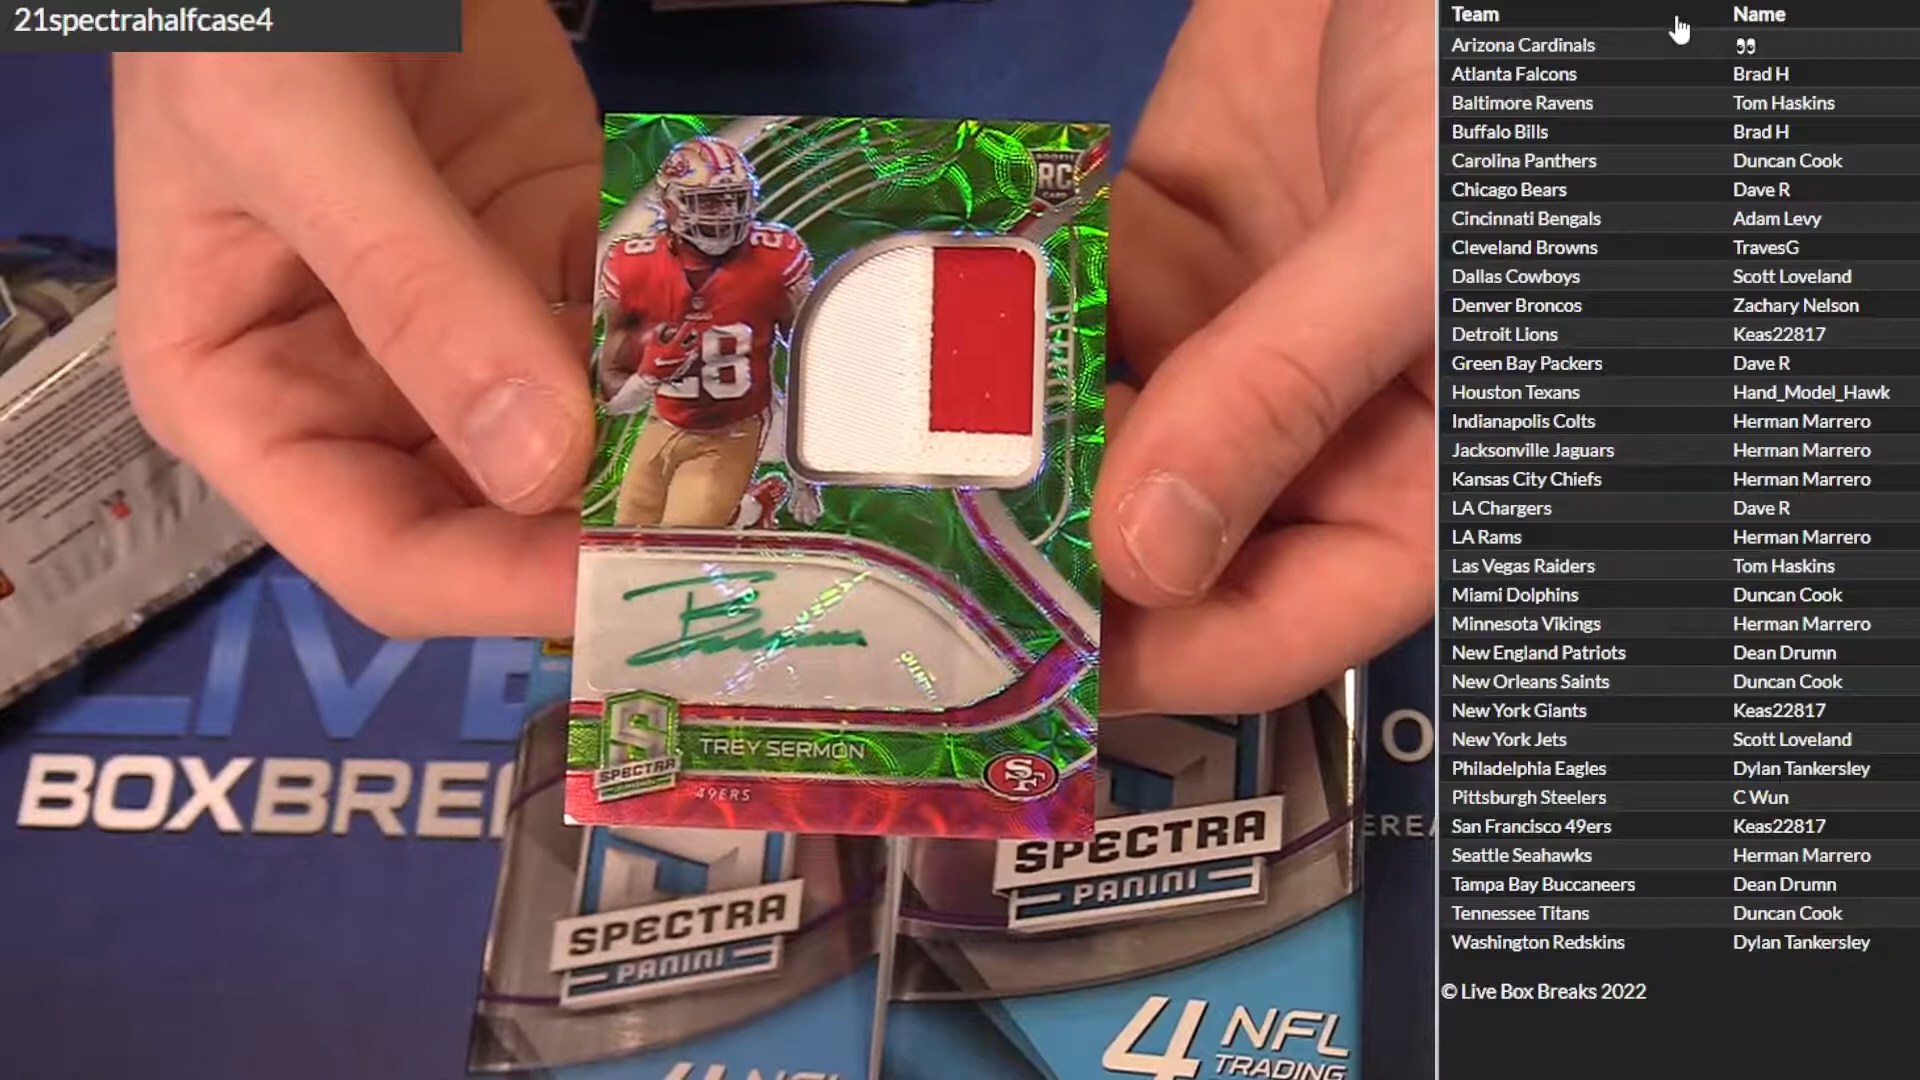 21spectrahalfcase4
Team Name
Arizona Cardinals 👀
Atlanta Falcons Brad H
Baltimore Ravens Tom Haskins
Buffalo Bills Brad H
Carolina Panthers Duncan Cook
Chicago Bears Dave R
Cincinnati Bengals Adam Levy
Cleveland Browns TravesG
Dallas Cowboys Scott Loveland
Denver Broncos Zachary Nelson
Detroit Lions Keas22817
Green Bay Packers Dave R
Houston Texans Hand_Model_Hawk
Indianapolis Colts Herman Marrero
Jacksonville Jaguars Herman Marrero
Kansas City Chiefs Herman Marrero
LA Chargers Dave R
LA Rams Herman Marrero
Las Vegas Raiders Tom Haskins
Miami Dolphins Duncan Cook
Minnesota Vikings Herman Marrero
New England Patriots Dean Drumn
New Orleans Saints Duncan Cook
New York Giants Keas22817
New York Jets Scott Loveland
Philadelphia Eagles Dylan Tankersley
Pittsburgh Steelers C Wun
San Francisco 49ers Keas22817
Seattle Seahawks Herman Marrero
Tampa Bay Buccaneers Dean Drumn
Tennessee Titans Duncan Cook
Washington Redskins Dylan Tankersley
© Live Box Breaks 2022
ROOKIE
RC
CARD
28
28
SPECTRA
TREY SERMON
49ERS
SF
LIVE
BOXBRE
SPECTRA
PANINI
SPECTRA
PANINI
4 NFL
TRADING